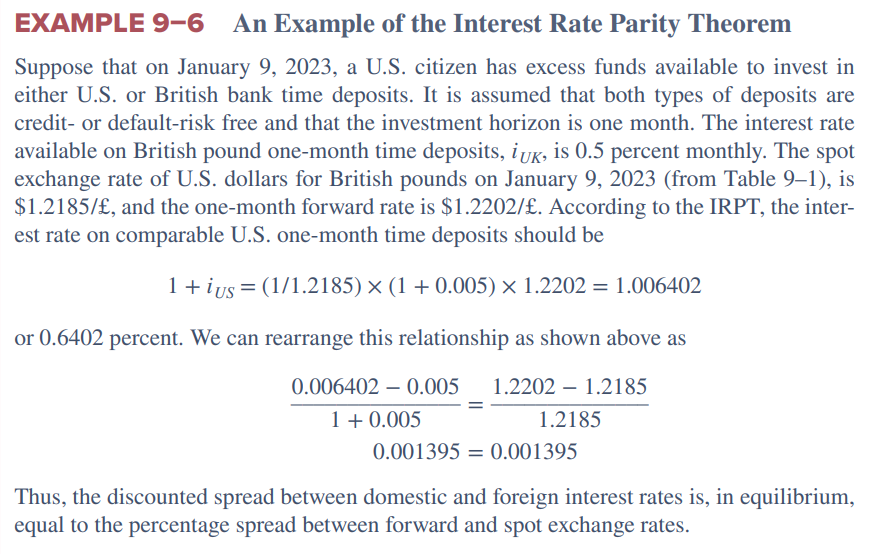 EXAMPLE 9–6 An Example of the Interest Rate Parity Theorem
Suppose that on January 9, 2023, a U.S. citizen has excess funds available to invest in
either U.S. or British bank time deposits. It is assumed that both types of deposits are
credit- or default-risk free and that the investment horizon is one month. The interest rate
available on British pound one-month time deposits, i_UK, is 0.5 percent monthly. The spot
exchange rate of U.S. dollars for British pounds on January 9, 2023 (from Table 9–1), is
$1.2185/£, and the one-month forward rate is $1.2202/£. According to the IRPT, the inter-
est rate on comparable U.S. one-month time deposits should be
1 + i_US = (1/1.2185) × (1 + 0.005) × 1.2202 = 1.006402
or 0.6402 percent. We can rearrange this relationship as shown above as
0.006402 – 0.005 1.2202 – 1.2185
=
1 + 0.005 1.2185
0.001395 = 0.001395
Thus, the discounted spread between domestic and foreign interest rates is, in equilibrium,
equal to the percentage spread between forward and spot exchange rates.